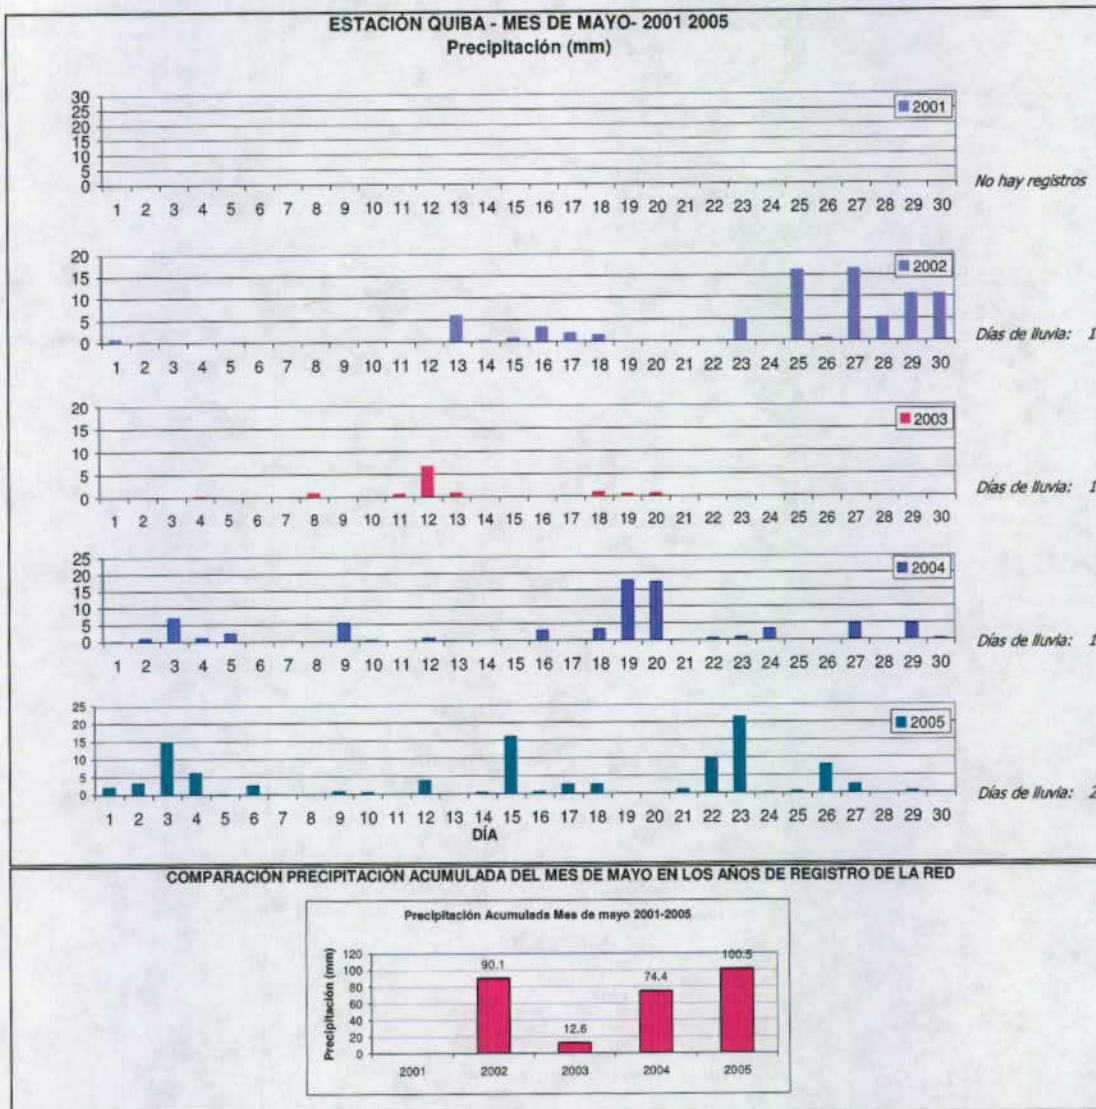 ESTACIÓN QUIBA - MES DE MAYO- 2001 2005
Precipitación (mm)
30
25
20
15
10
5
0
2001
No hay registros
1 2 3 4 5 6 7 8 9 10 11 12 13 14 15 16 17 18 19 20 21 22 23 24 25 26 27 28 29 30
20
15
10
5
0
2002
Días de lluvia: 1
1 2 3 4 5 6 7 8 9 10 11 12 13 14 15 16 17 18 19 20 21 22 23 24 25 26 27 28 29 30
20
15
10
5
0
2003
Días de lluvia: 1
1 2 3 4 5 6 7 8 9 10 11 12 13 14 15 16 17 18 19 20 21 22 23 24 25 26 27 28 29 30
25
20
15
10
5
0
2004
Días de lluvia: 1
1 2 3 4 5 6 7 8 9 10 11 12 13 14 15 16 17 18 19 20 21 22 23 24 25 26 27 28 29 30
25
20
15
10
5
0
2005
Días de lluvia: 2
1 2 3 4 5 6 7 8 9 10 11 12 13 14 15 16 17 18 19 20 21 22 23 24 25 26 27 28 29 30
DÍA
COMPARACIÓN PRECIPITACIÓN ACUMULADA DEL MES DE MAYO EN LOS AÑOS DE REGISTRO DE LA RED
Precipitación Acumulada Mes de mayo 2001-2005
Precipitación (mm)
120
100
80
60
40
20
0
90.1
12.6
74.4
100.5
2001 2002 2003 2004 2005